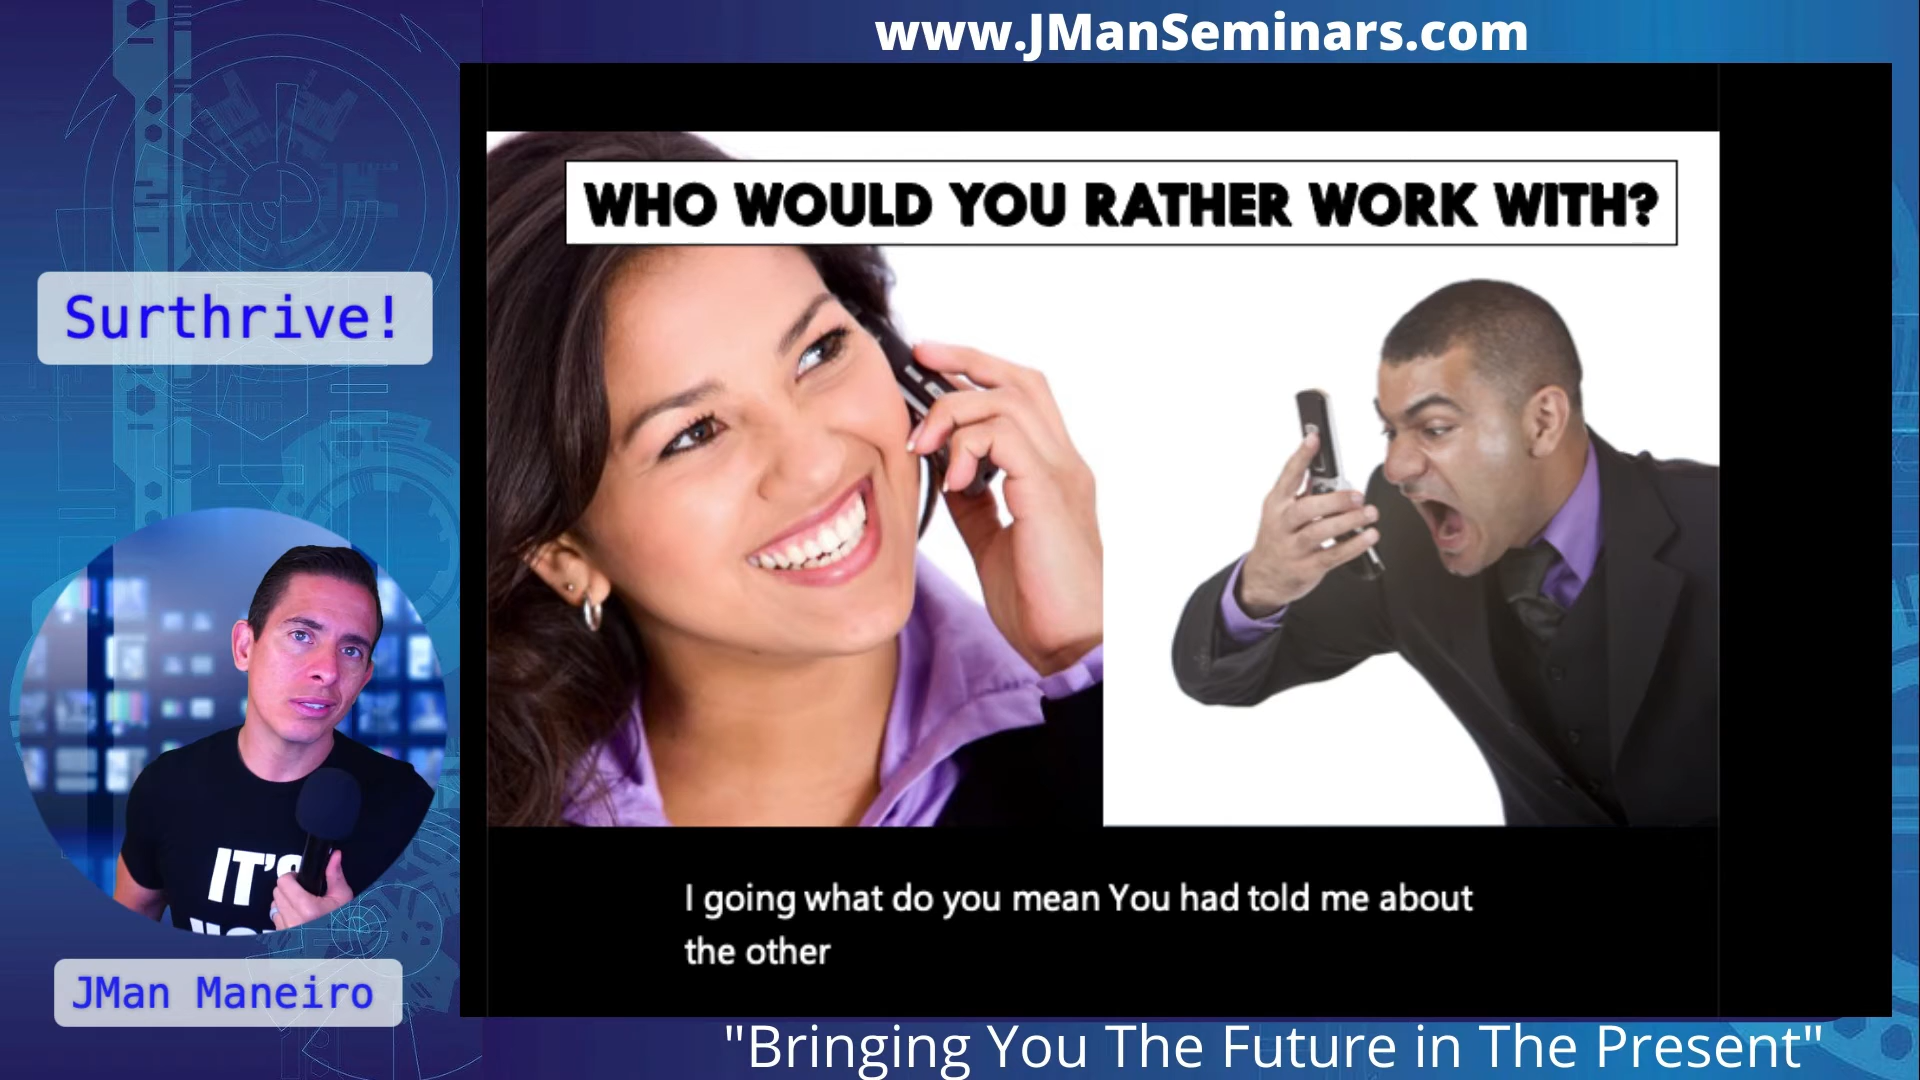 www.JManSeminars.com
WHO WOULD YOU RATHER WORK WITH?
Surthrive!
IT'S
I going what do you mean You had told me about
the other
JMan Maneiro
"Bringing You The Future in The Present"